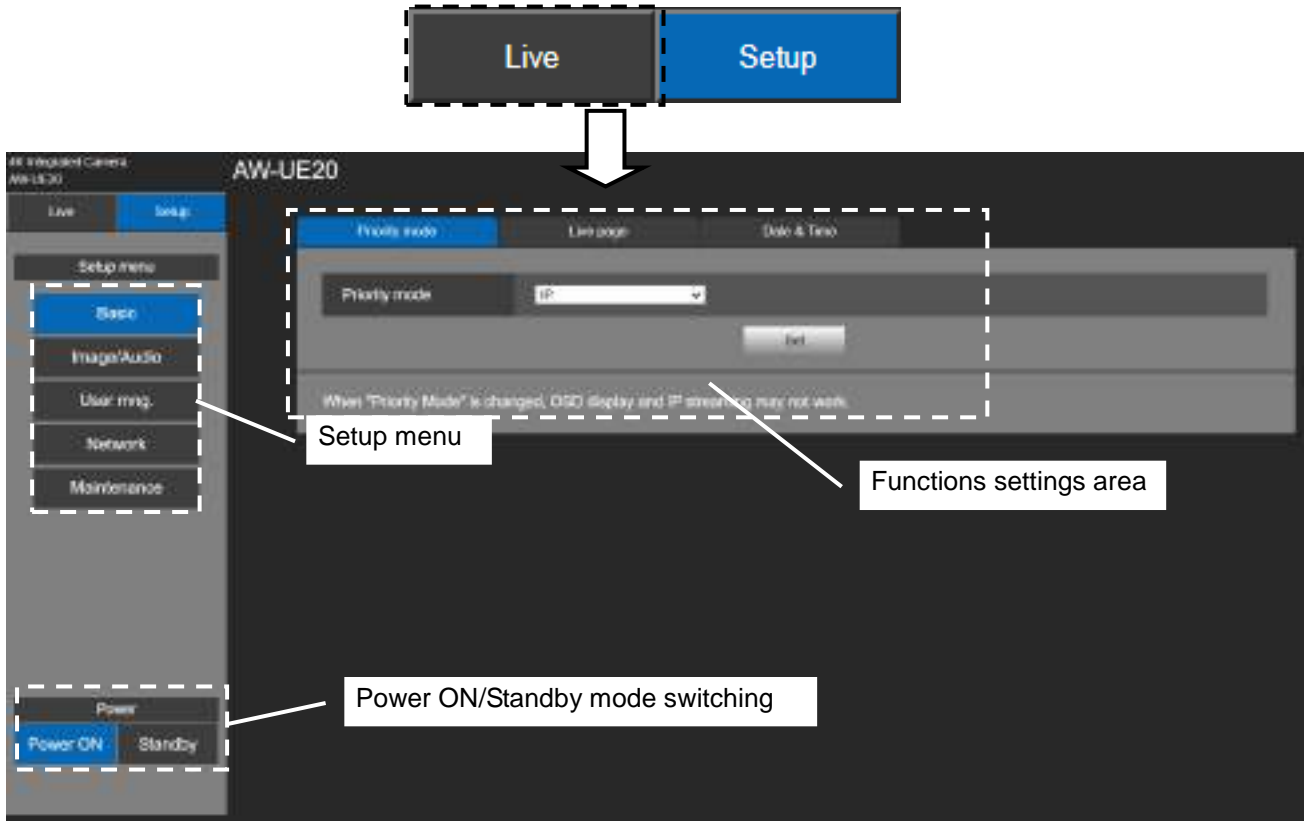 Live Setup
4K Integrated Camera
AW-UE20
AW-UE20
Live Setup
Priority mode Live page Date & Time
Setup menu
Basic
Priority mode IP
Set
Image/Audio
User mng.
When "Priority Mode" is changed, OSD display and IP streaming may not work.
Setup menu
Network
Functions settings area
Maintenance
Power ON/Standby mode switching
Power
Power ON Standby